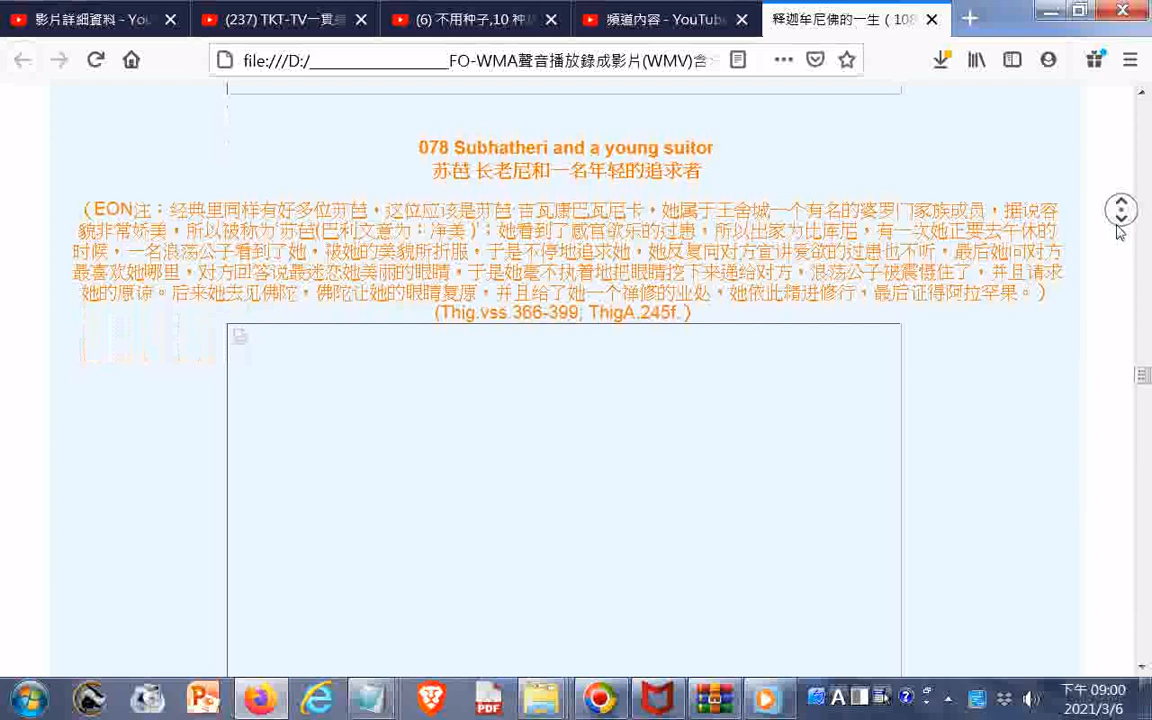 影片詳細資料 - You
(237) TKT-TV一貫
(6) 不用种子,10 种
頻道內容 - YouTube
释迦牟尼佛的一生（108
file:///D:/__________________FO-WMA聲音播放錄成影片(WMV)含
078 Subhatheri and a young suitor
苏芭 长老尼和一名年轻的追求者
（EON注：经典里同样有好多位苏芭，这位应该是苏芭·吉瓦康巴瓦尼卡，她属于王舍城一个有名的婆罗门家族成员，据说容
貌非常娇美，所以被称为'苏芭(巴利文意为：净美 )'；她看到了感官欲乐的过患，所以出家为比库尼，有一次她正要去午休的
时候，一名浪荡公子看到了她，被她的美貌所折服，于是不停地追求她，她反复向对方宣讲爱欲的过患也不听，最后她问对方
最喜欢她哪里，对方回答说最迷恋她美丽的眼睛，于是她毫不执着地把眼睛挖下来递给对方，浪荡公子被震慑住了，并且请求
她的原谅。后来她去见佛陀，佛陀让她的眼睛复原，并且给了她一个禅修的业处，她依此精进修行，最后证得阿拉罕果。）
(Thig.vss.366-399; ThigA.245f.)
PDF
下午 09:00
2021/3/6